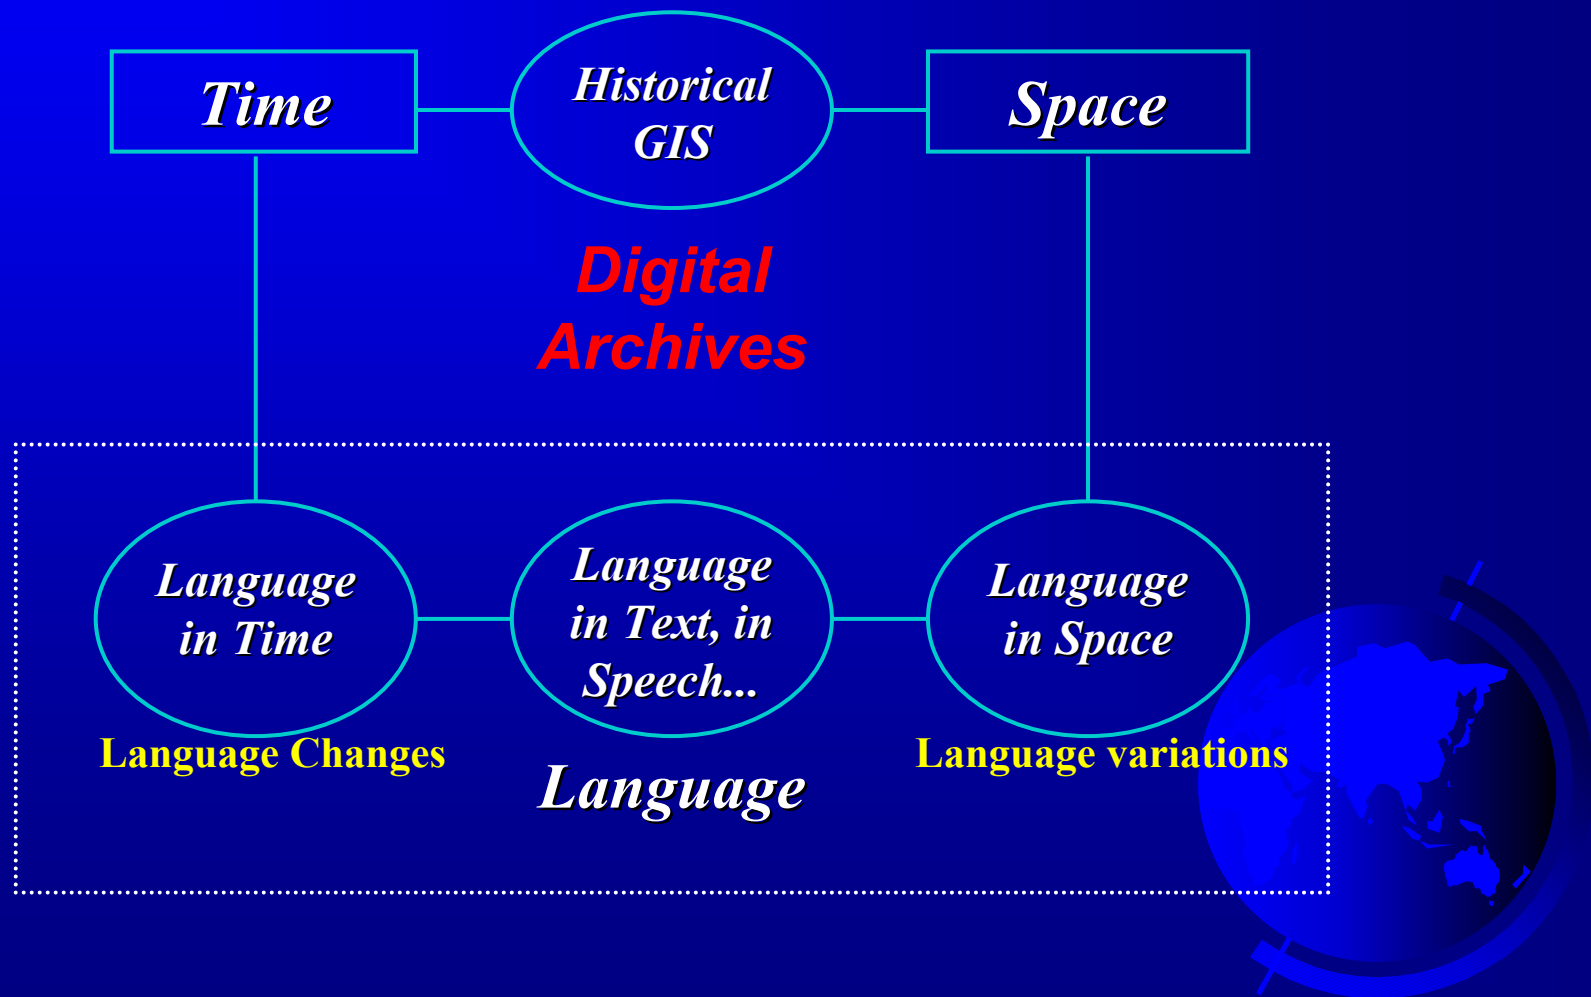 Time
Historical
GIS
Space
Digital
Archives
Language
in Time
Language
in Text, in
Speech...
Language
in Space
Language Changes
Language
Language variations